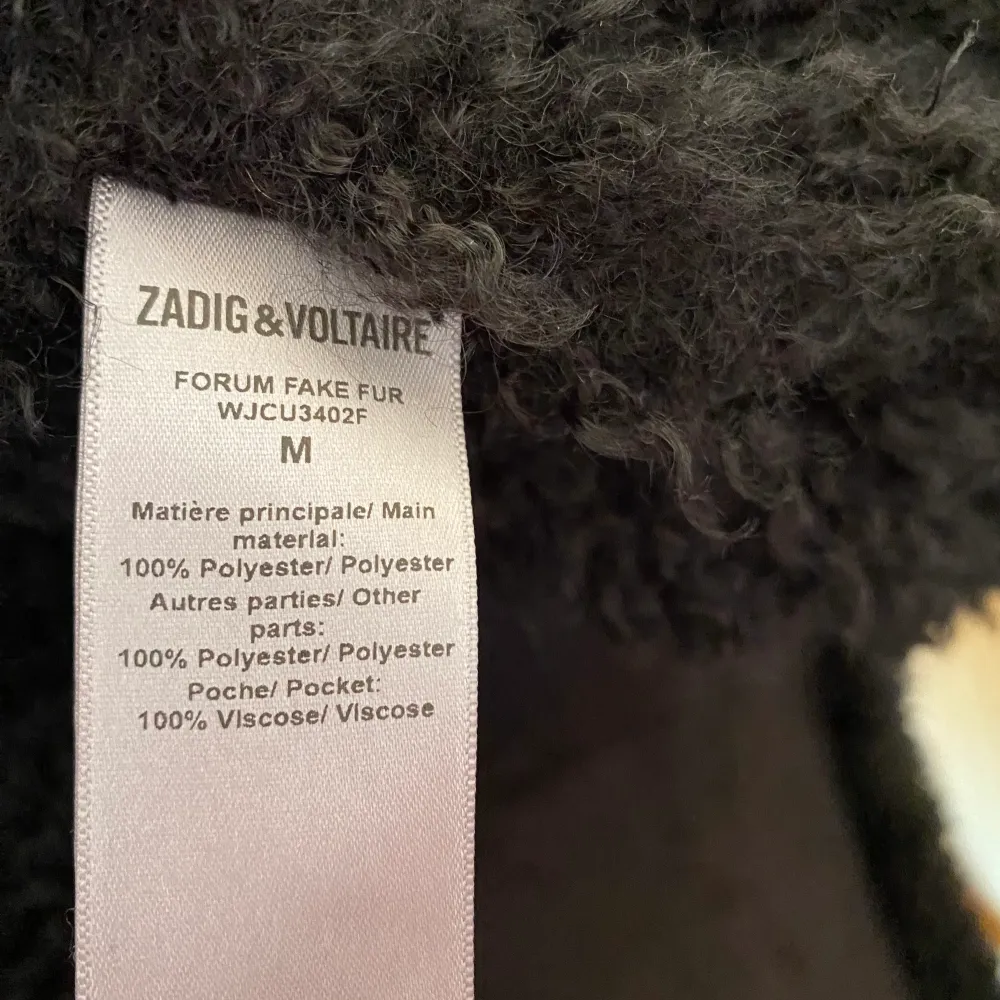 ZADIG&VOLTAIRE
FORUM FAKE FUR
WJCU3402F
M
Matière principale/ Main
material:
100% Polyester/ Polyester
Autres parties/ Other
parts:
100% Polyester/ Polyester
Poche/ Pocket:
100% Viscose/ Viscose